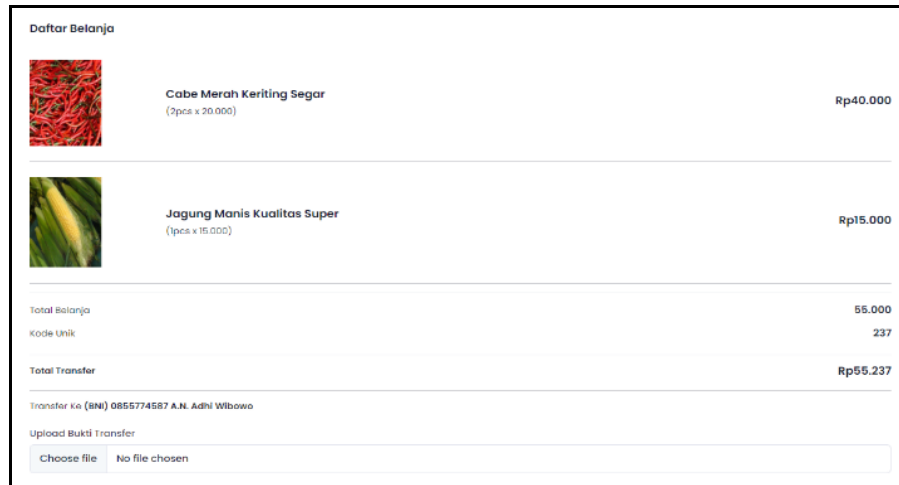 Daftar Belanja
Cabe Merah Keriting Segar
(2pcs x 20.000)
Rp40.000
Jagung Manis Kualitas Super
(1pcs x 15.000)
Rp15.000
Total Belanja 55.000
Kode Unik 237
Total Transfer Rp55.237
Transfer Ke (BNI) 0855774587 A.N. Adhi Wibowo
Upload Bukti Transfer
Choose file No file chosen